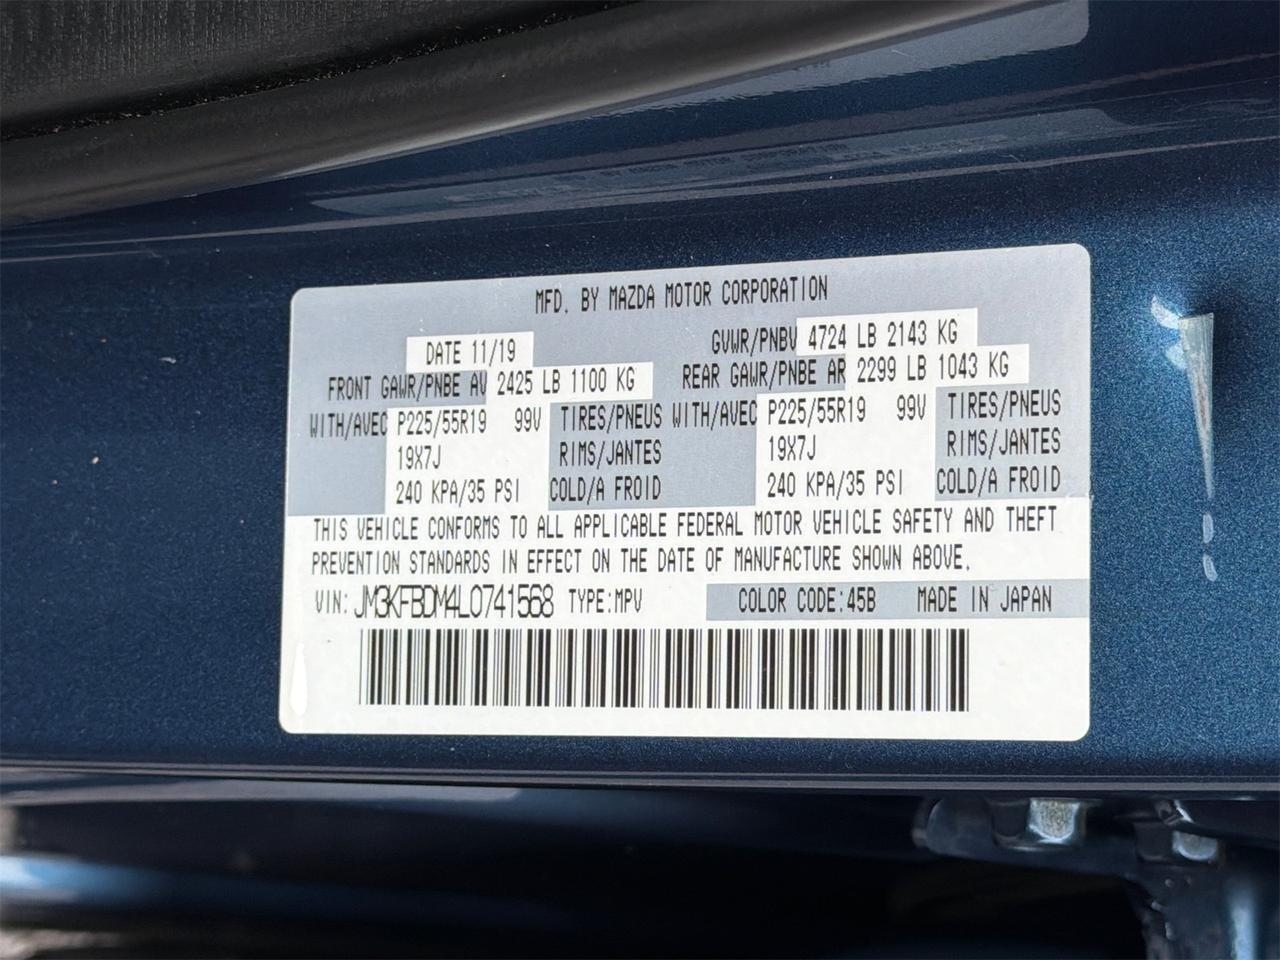 MFD. BY MAZDA MOTOR CORPORATION
DATE 11/19 GVWR/PNBV 4724 LB 2143 KG
FRONT GAWR/PNBE AV 2425 LB 1100 KG REAR GAWR/PNBE AR 2299 LB 1043 KG
WITH/AVEC P225/55R19 99V TIRES/PNEUS WITH/AVEC P225/55R19 99V TIRES/PNEUS
19X7J RIMS/JANTES 19X7J RIMS/JANTES
240 KPA/35 PSI COLD/A FROID 240 KPA/35 PSI COLD/A FROID
THIS VEHICLE CONFORMS TO ALL APPLICABLE FEDERAL MOTOR VEHICLE SAFETY AND THEFT
PREVENTION STANDARDS IN EFFECT ON THE DATE OF MANUFACTURE SHOWN ABOVE.
VIN: JM3KFBDM4L0741568 TYPE:MPV COLOR CODE:45B MADE IN JAPAN